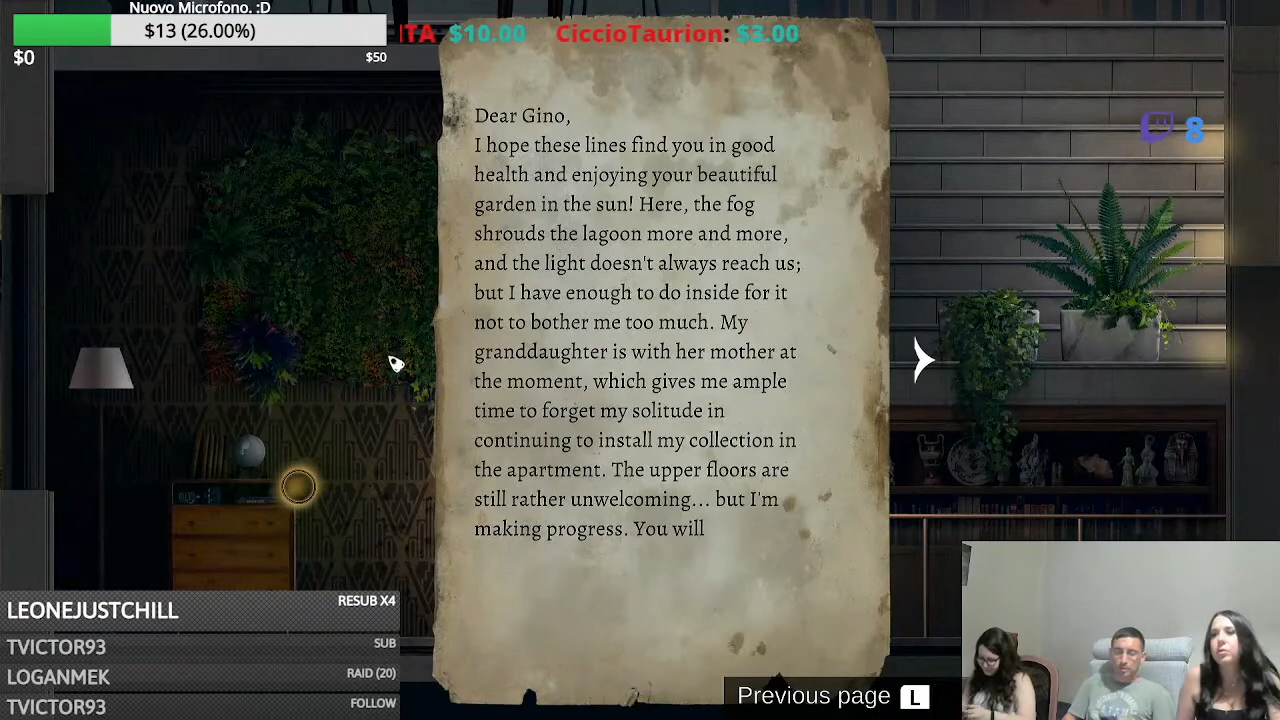 Nuovo Microfono. :D
$13 (26.00%)
$0
$50
ITA $10.00 CiccioTaurion: $3.00
8
Dear Gino,
I hope these lines find you in good
health and enjoying your beautiful
garden in the sun! Here, the fog
shrouds the lagoon more and more,
and the light doesn't always reach us;
but I have enough to do inside for it
not to bother me too much. My
granddaughter is with her mother at
the moment, which gives me ample
time to forget my solitude in
continuing to install my collection in
the apartment. The upper floors are
still rather unwelcoming... but I'm
making progress. You will
Previous page L
LEONEJUSTCHILL RESUB X4
TVICTOR93 SUB
LOGANMEK RAID (20)
TVICTOR93 FOLLOW